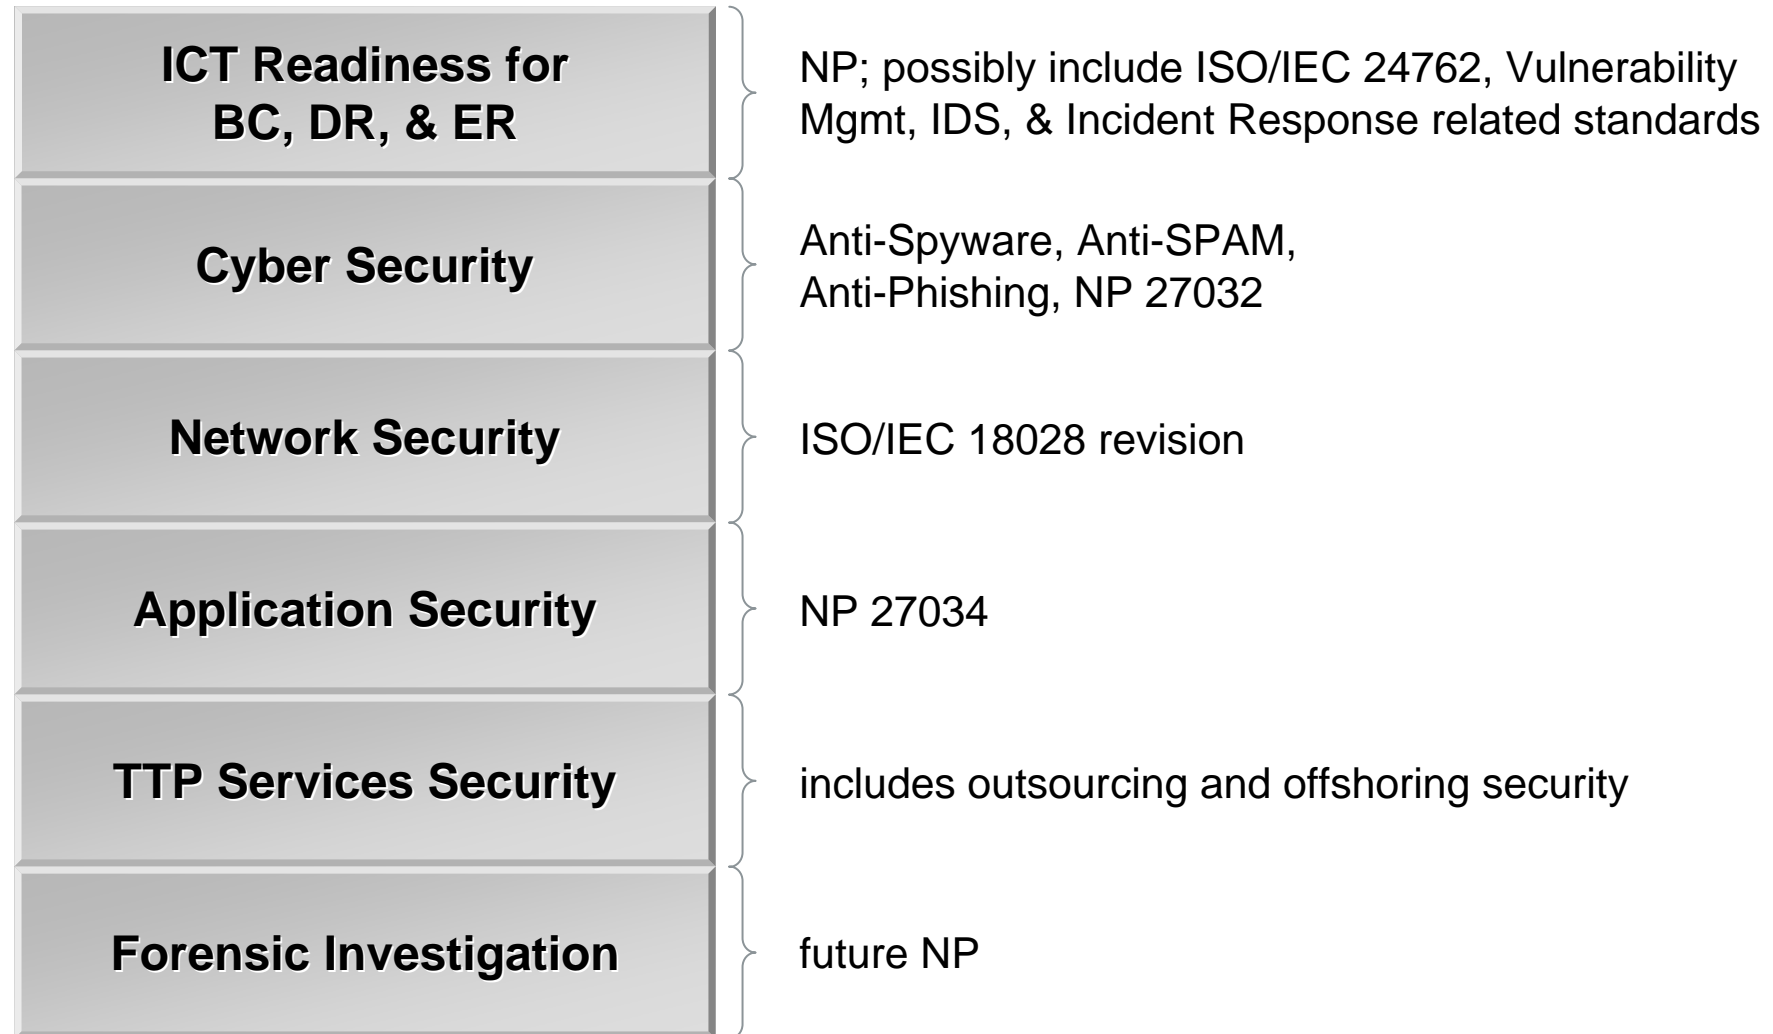 ICT Readiness for
BC, DR, & ER
NP; possibly include ISO/IEC 24762, Vulnerability
Mgmt, IDS, & Incident Response related standards
Cyber Security
Anti-Spyware, Anti-SPAM,
Anti-Phishing, NP 27032
Network Security
ISO/IEC 18028 revision
Application Security
NP 27034
TTP Services Security
includes outsourcing and offshoring security
Forensic Investigation
future NP